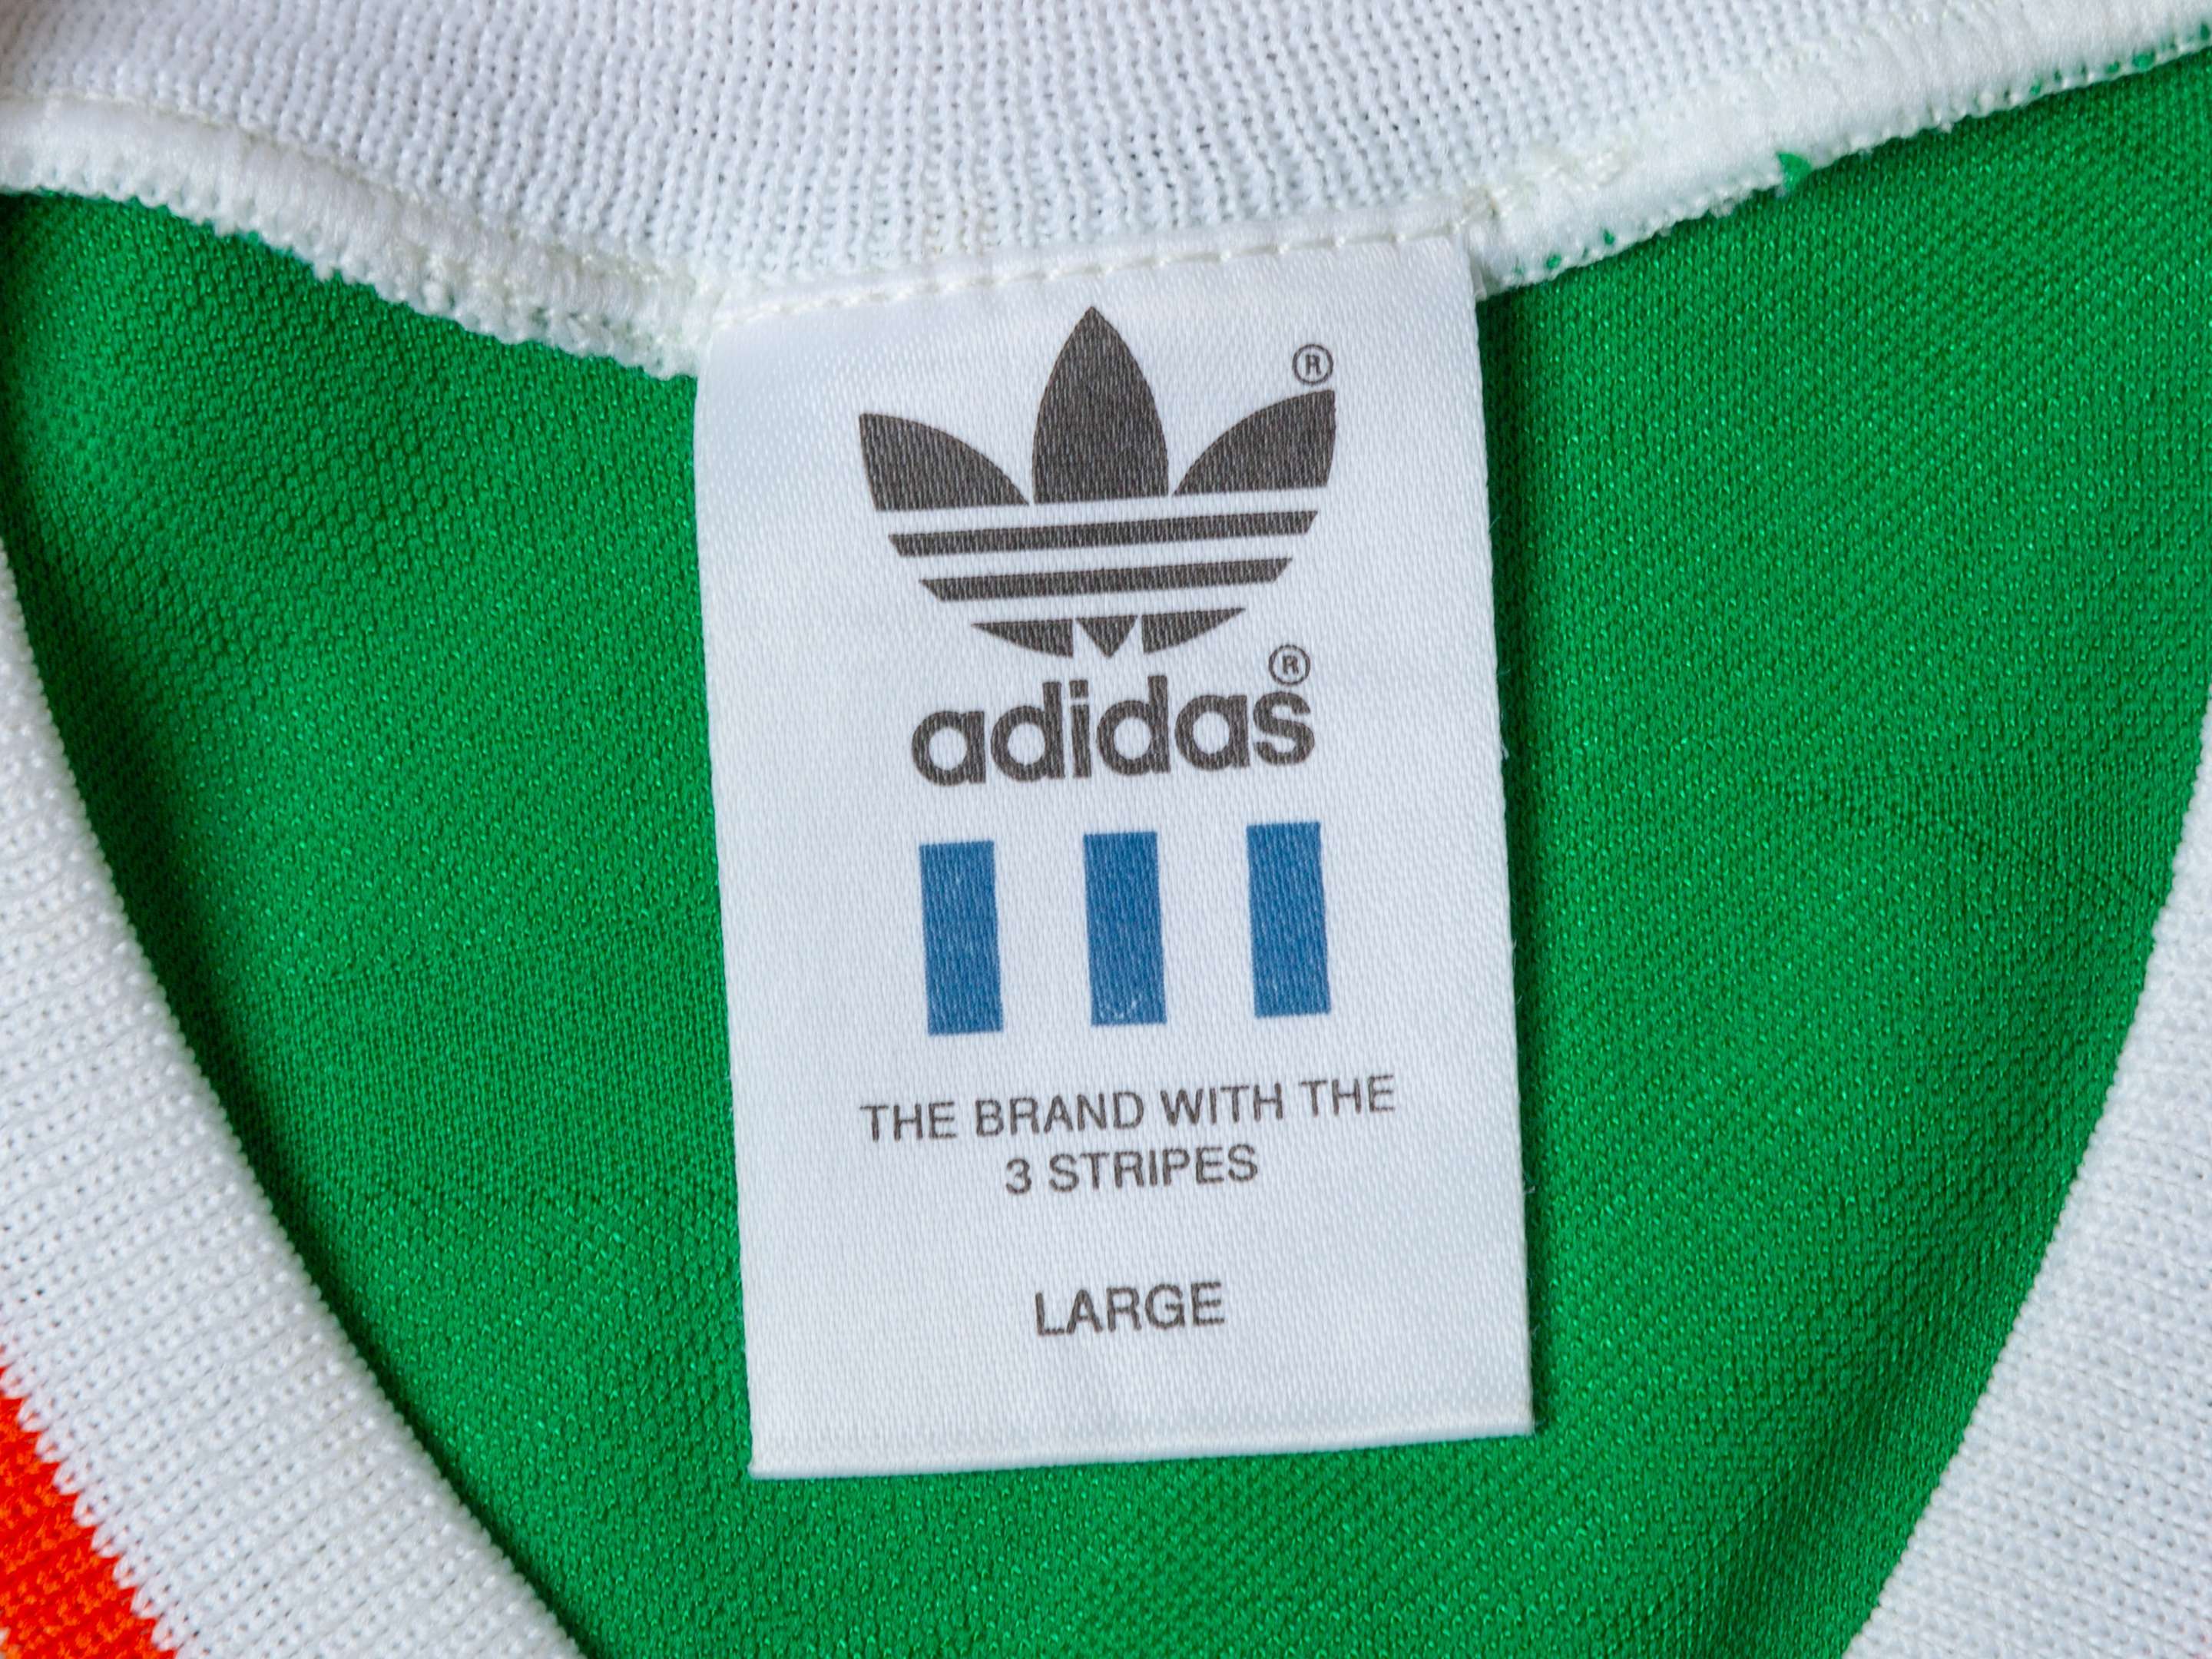 ®
adidas®
THE BRAND WITH THE
3 STRIPES
LARGE